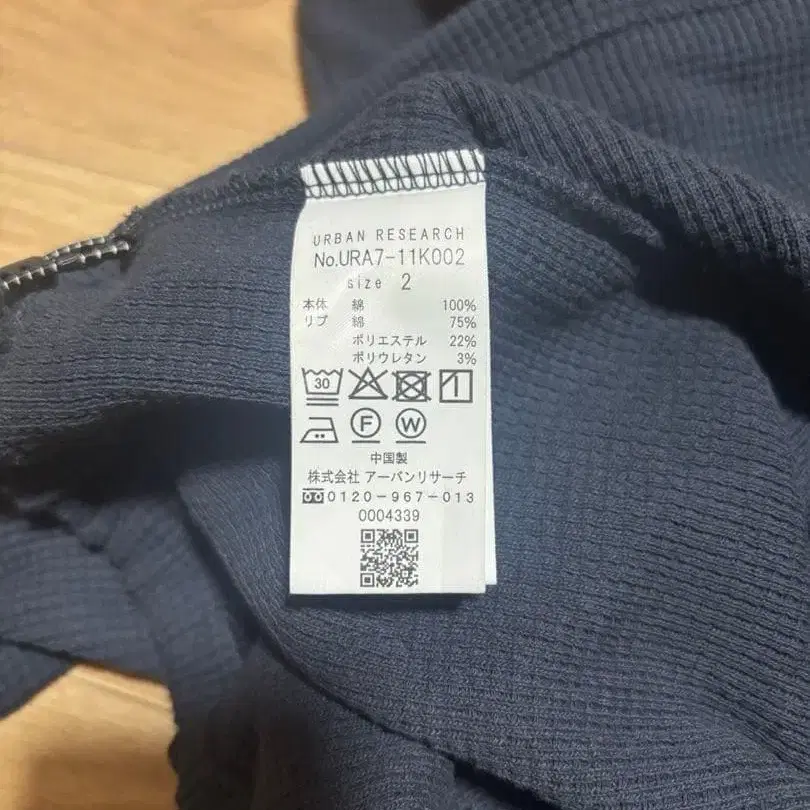 URBAN RESEARCH
No.URA7-11K002
size 2
本体 綿 100%
リブ 綿 75%
ポリエステル 22%
ポリウレタン 3%
30
F W
中国製
株式会社 アーバンリサーチ
0120-967-013
0004339